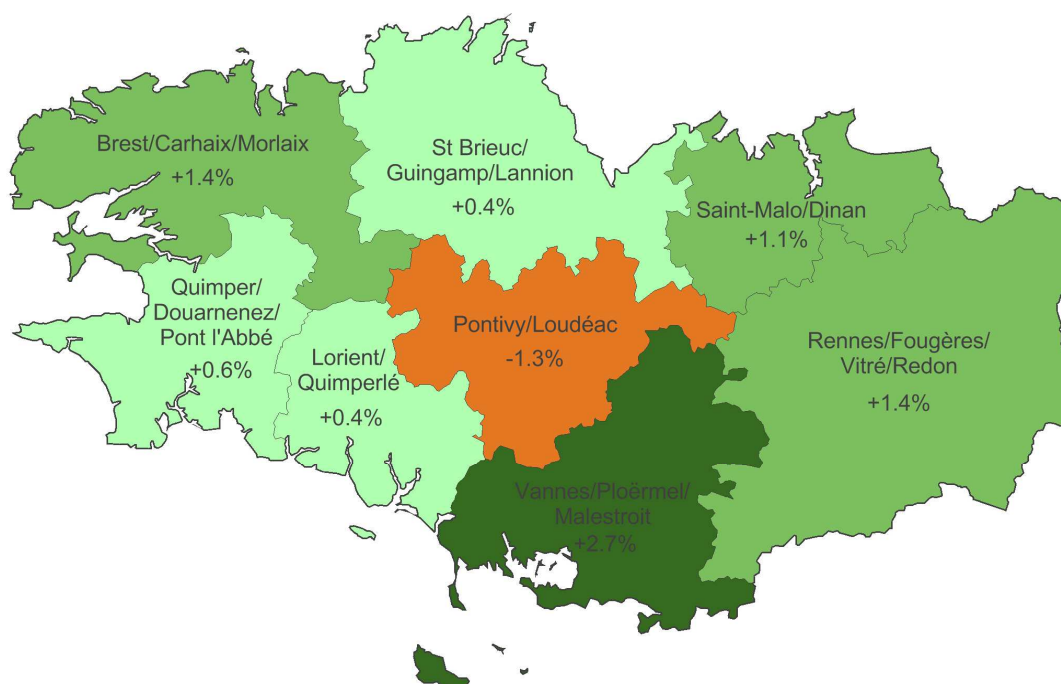 Brest/Carhaix/Morlaix
+1.4%
St Brieuc/
Guingamp/Lannion
+0.4%
Saint-Malo/Dinan
+1.1%
Quimper/
Douarnenez/
Pont l'Abbé
+0.6%
Lorient/
Quimperlé
+0.4%
Pontivy/Loudéac
-1.3%
Rennes/Fougères/
Vitré/Redon
+1.4%
Vannes/Ploërmel/
Malestroit
+2.7%